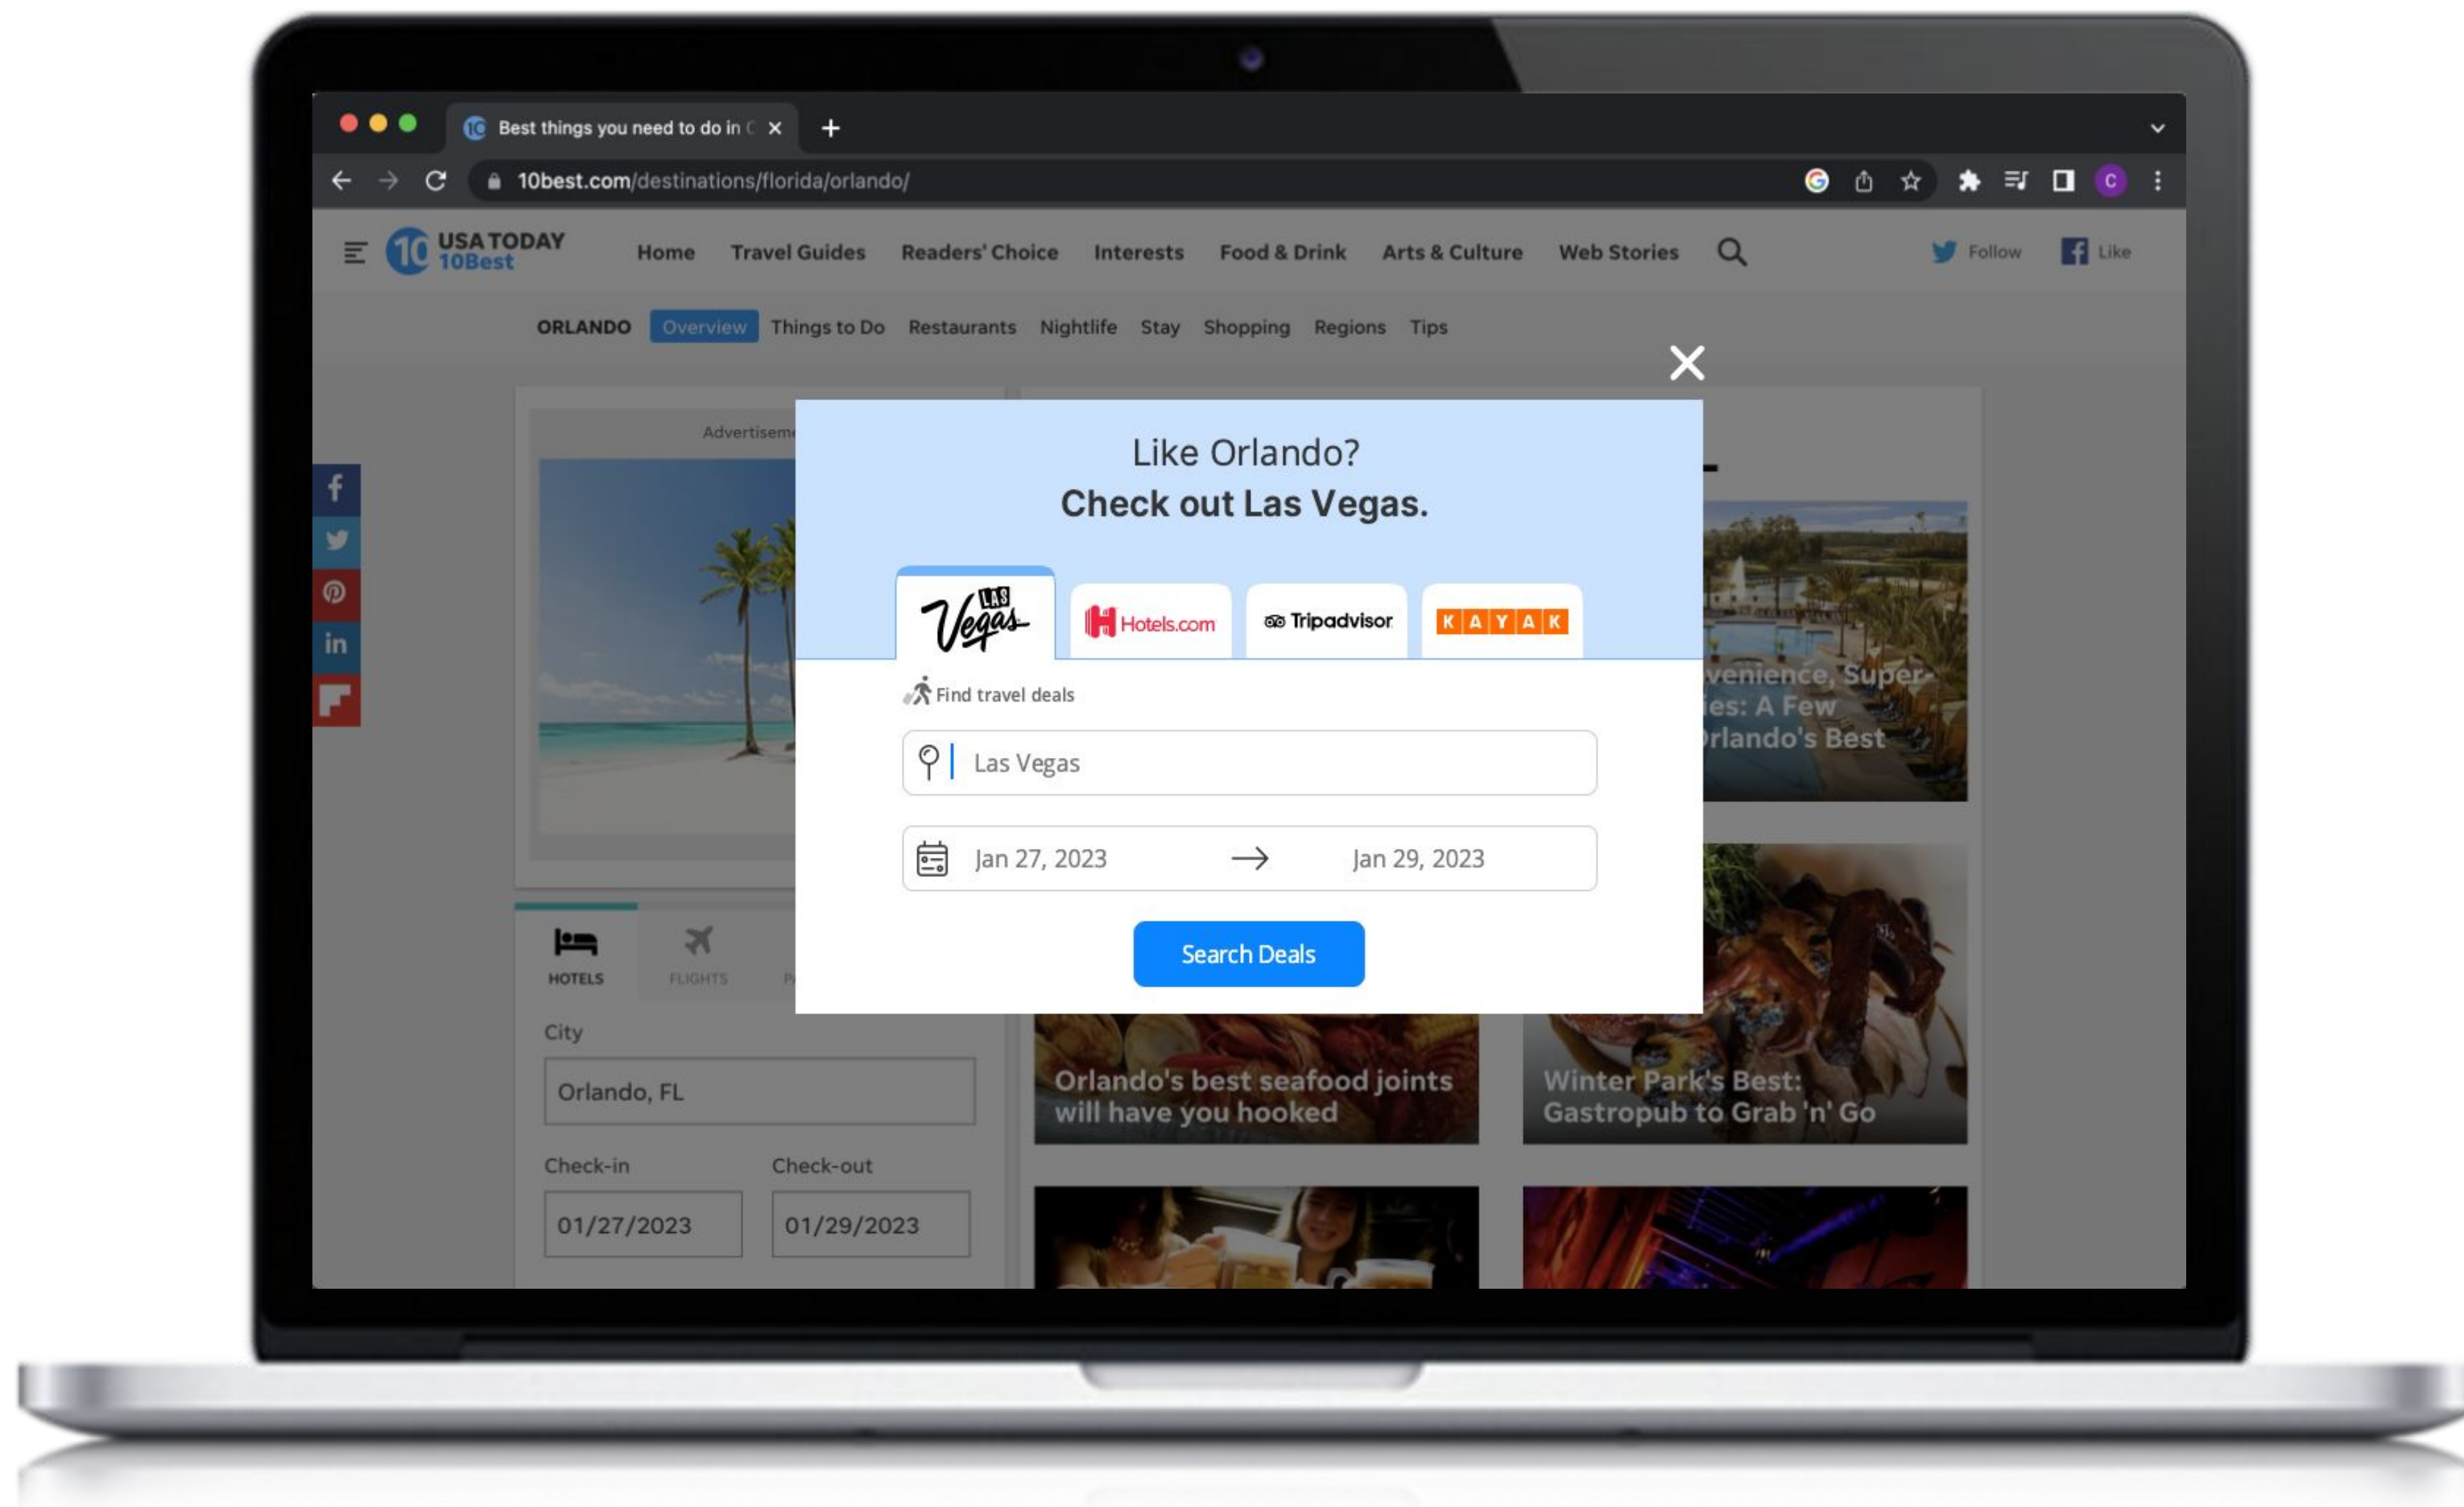 Best things you need to do in
10best.com/destinations/florida/orlando/
C
10 USA TODAY
10Best
Home Travel Guides Readers' Choice Interests Food & Drink Arts & Culture Web Stories
Follow Like
ORLANDO Overview Things to Do Restaurants Nightlife Stay Shopping Regions Tips
Like Orlando?
Check out Las Vegas.
LAS
Vegas
Hotels.com
Tripadvisor
KAYAK
Find travel deals
Las Vegas
Jan 27, 2023 → Jan 29, 2023
Search Deals
in
Super-
A Few
Best
HOTELS FLIGHTS
City
Orlando, FL
Check-in Check-out
01/27/2023 01/29/2023
Orlando's best seafood joints
will have you hooked
Winter Park's Best:
Gastropub to Grab 'n' Go